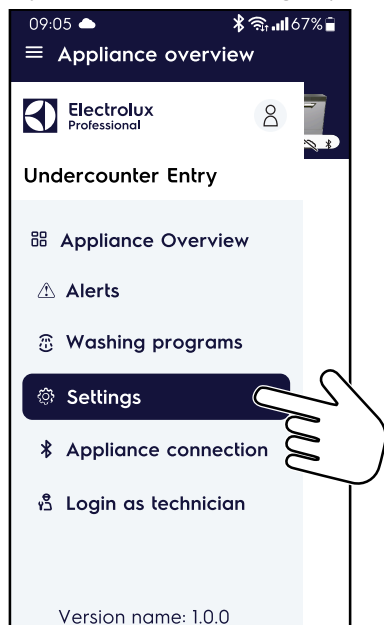 09:05 67%
Appliance overview
Electrolux
Professional
Undercounter Entry
Appliance Overview
Alerts
Washing programs
Settings
Appliance connection
Login as technician
Version name: 1.0.0